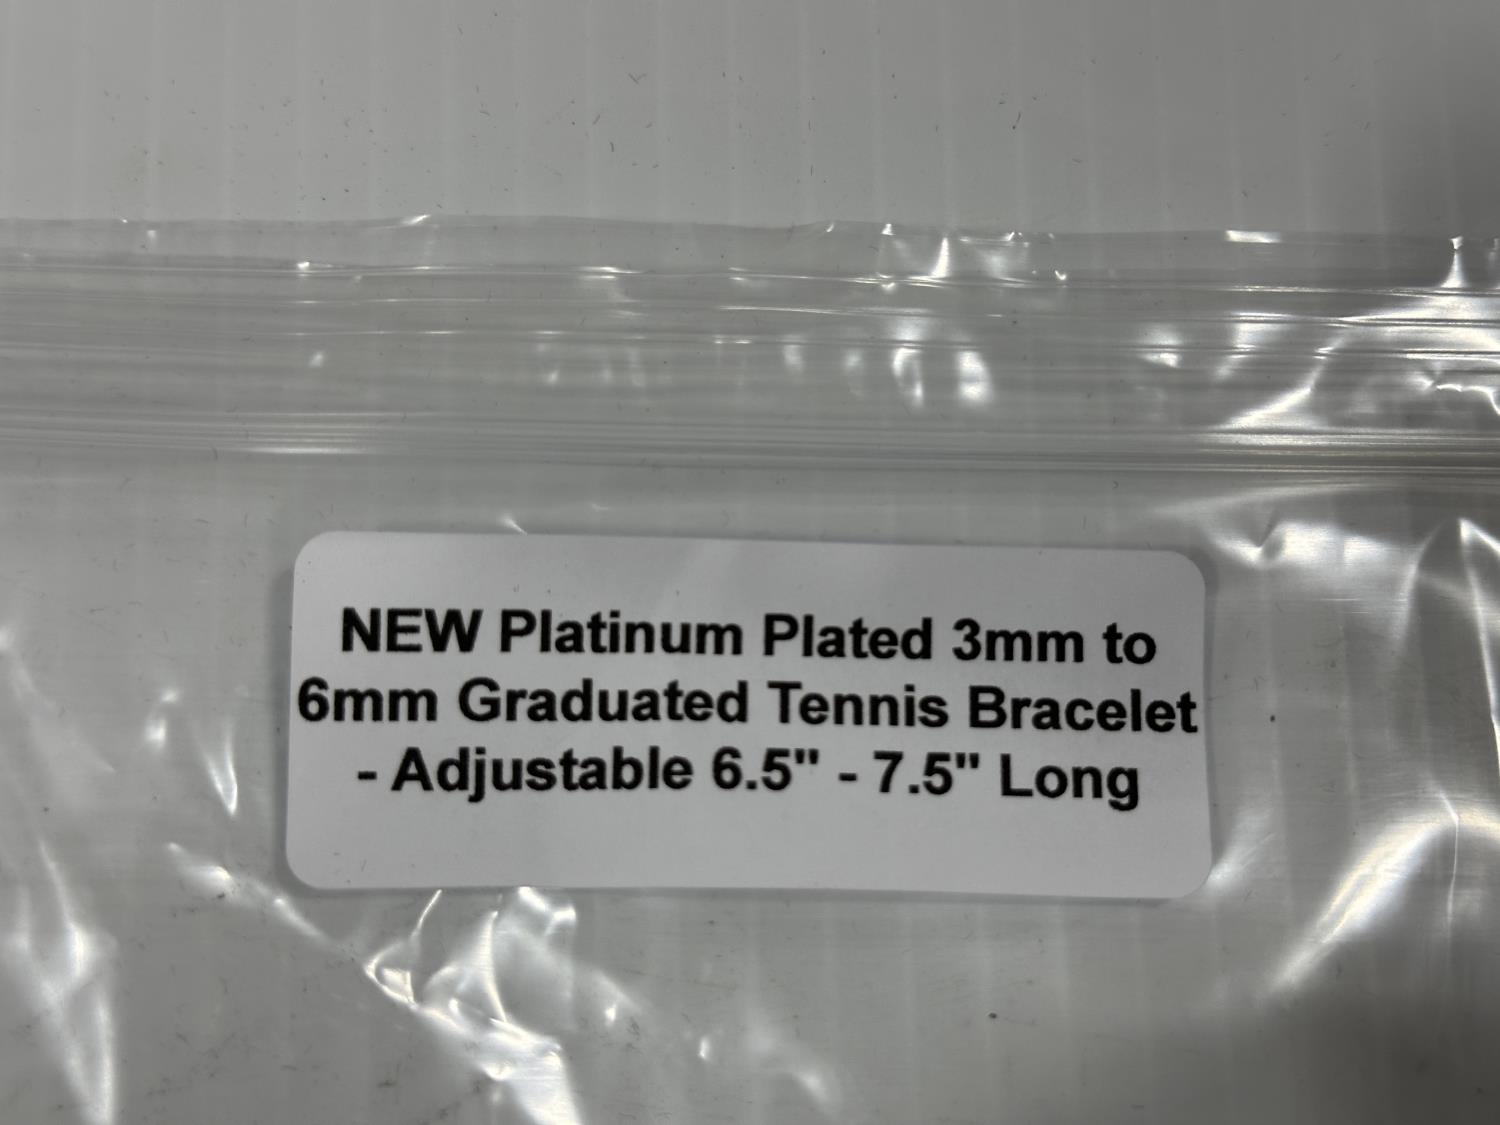 NEW Platinum Plated 3mm to
6mm Graduated Tennis Bracelet
- Adjustable 6.5" - 7.5" Long